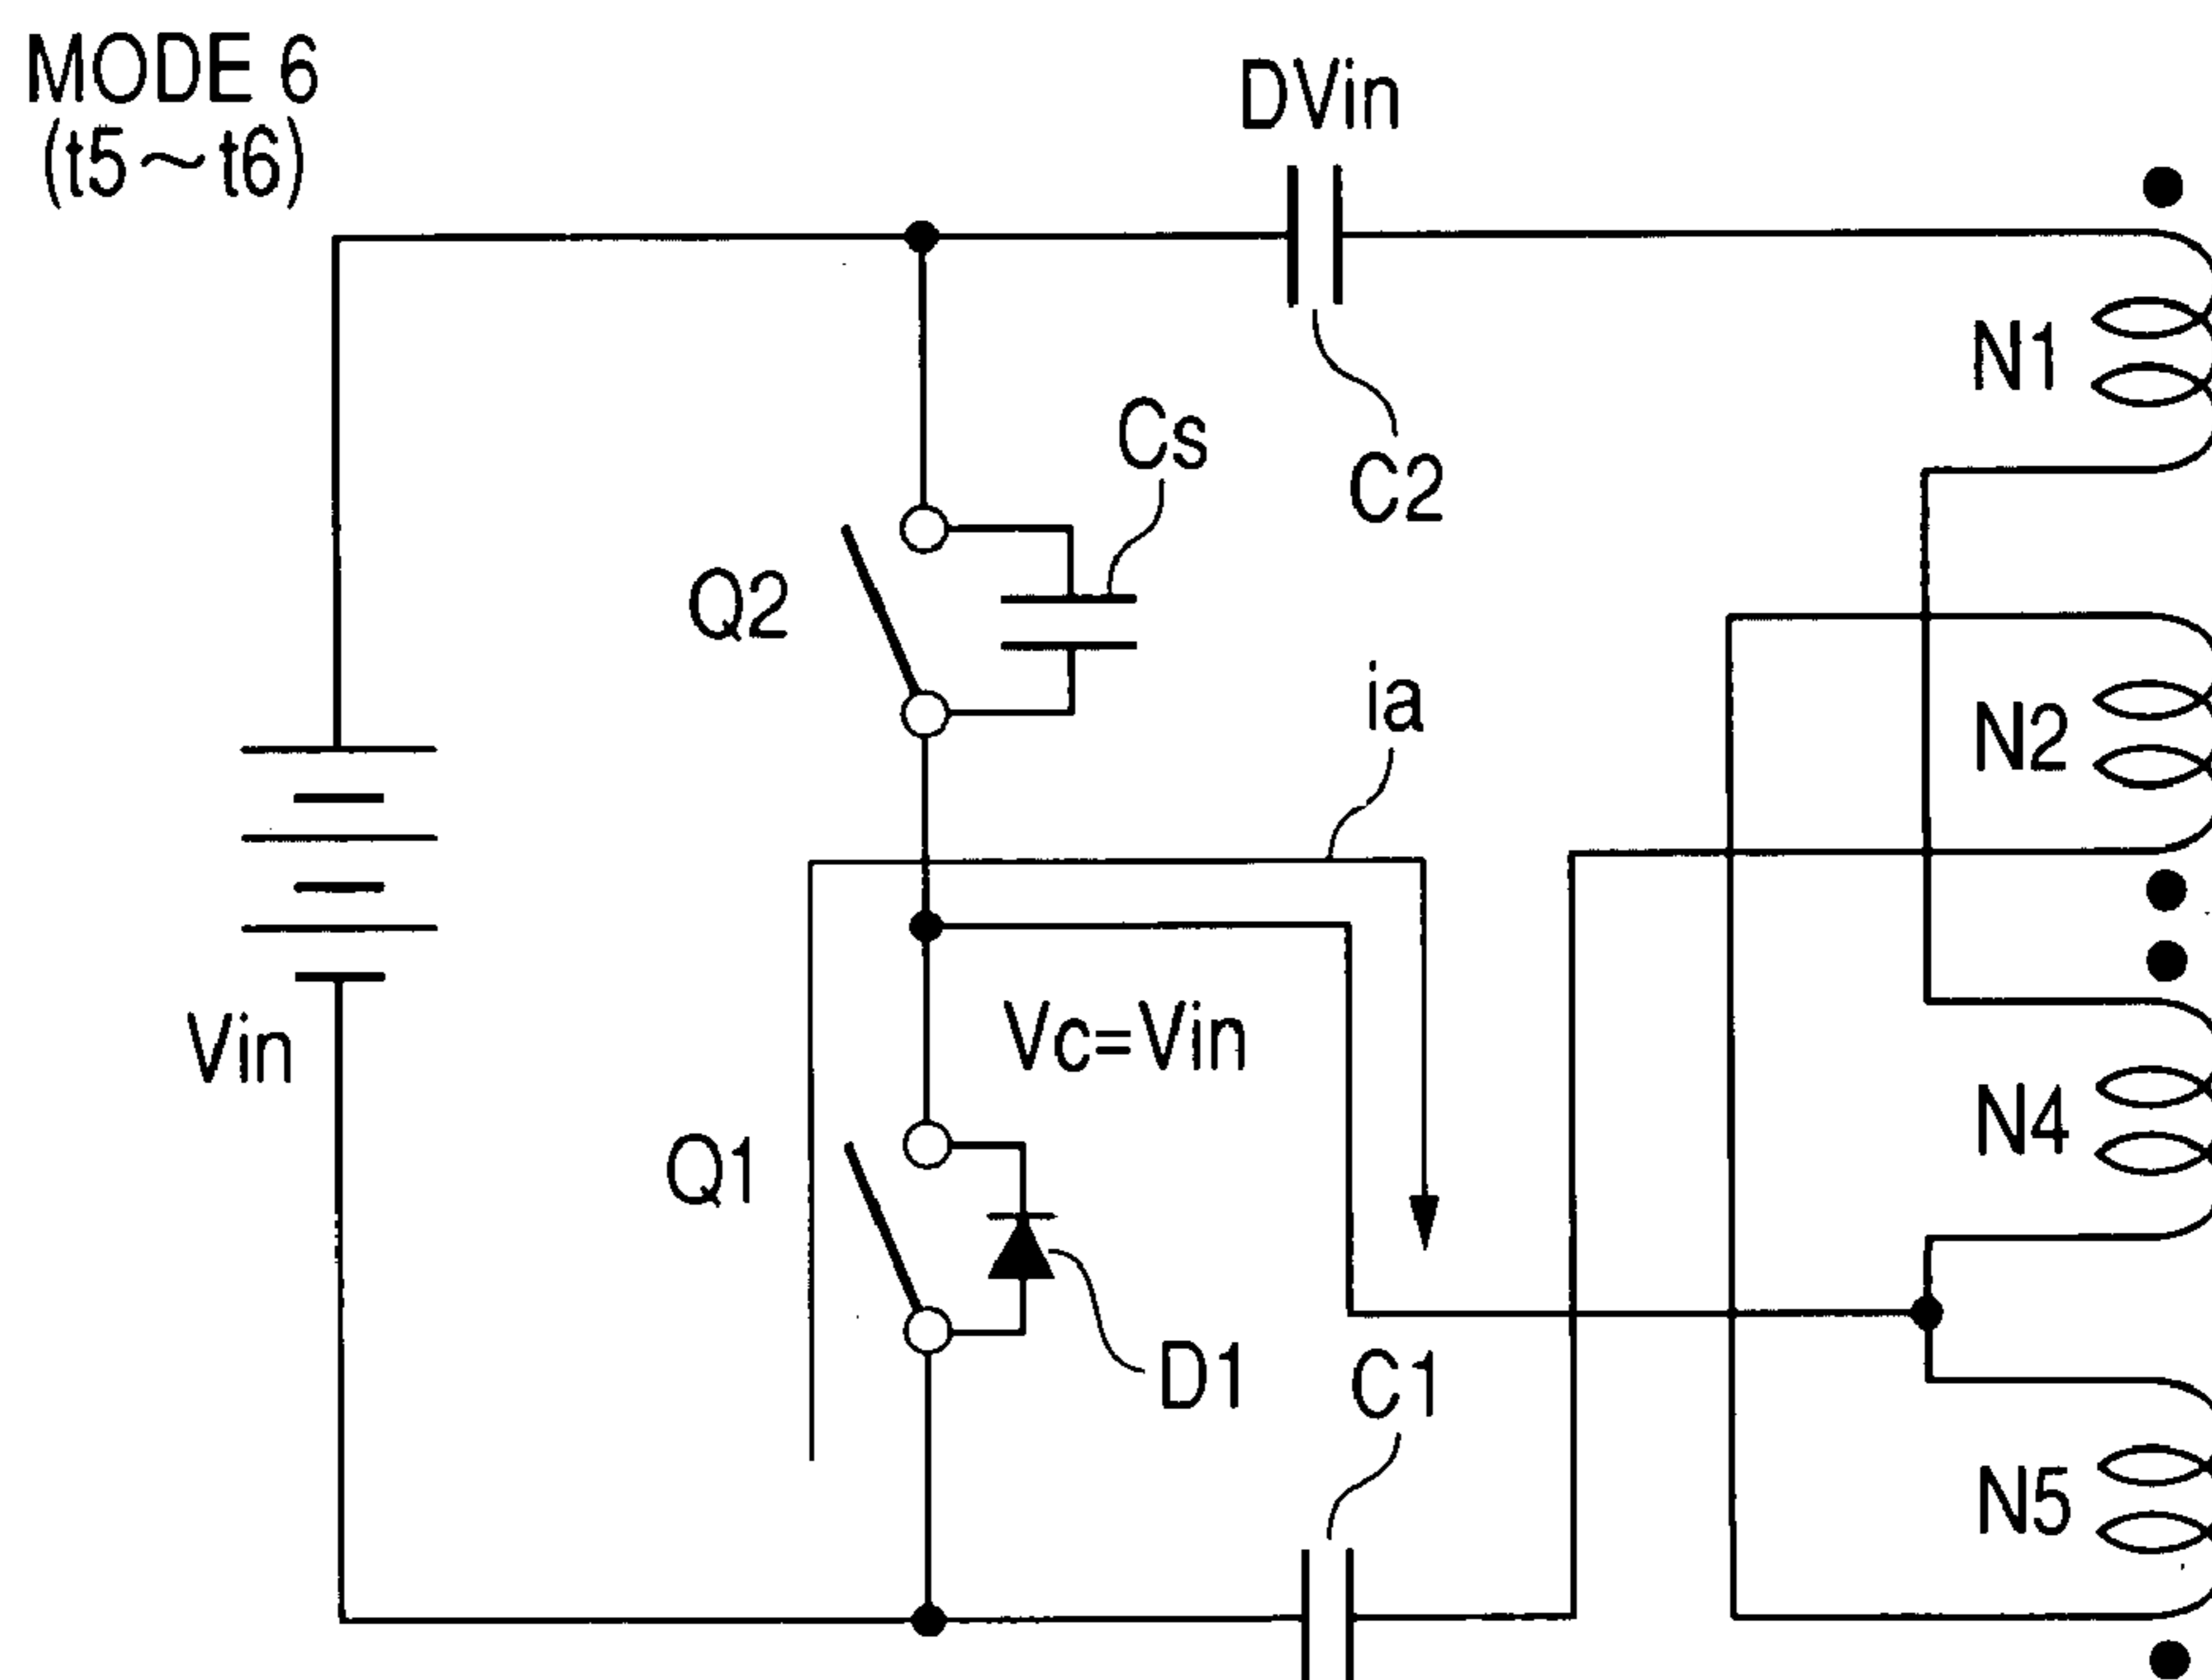 MODE 6
(t5～t6)
DVin
N1
Cs
C2
Q2
ia
N2
Vin
Vc=Vin
N4
Q1
D1
C1
N5